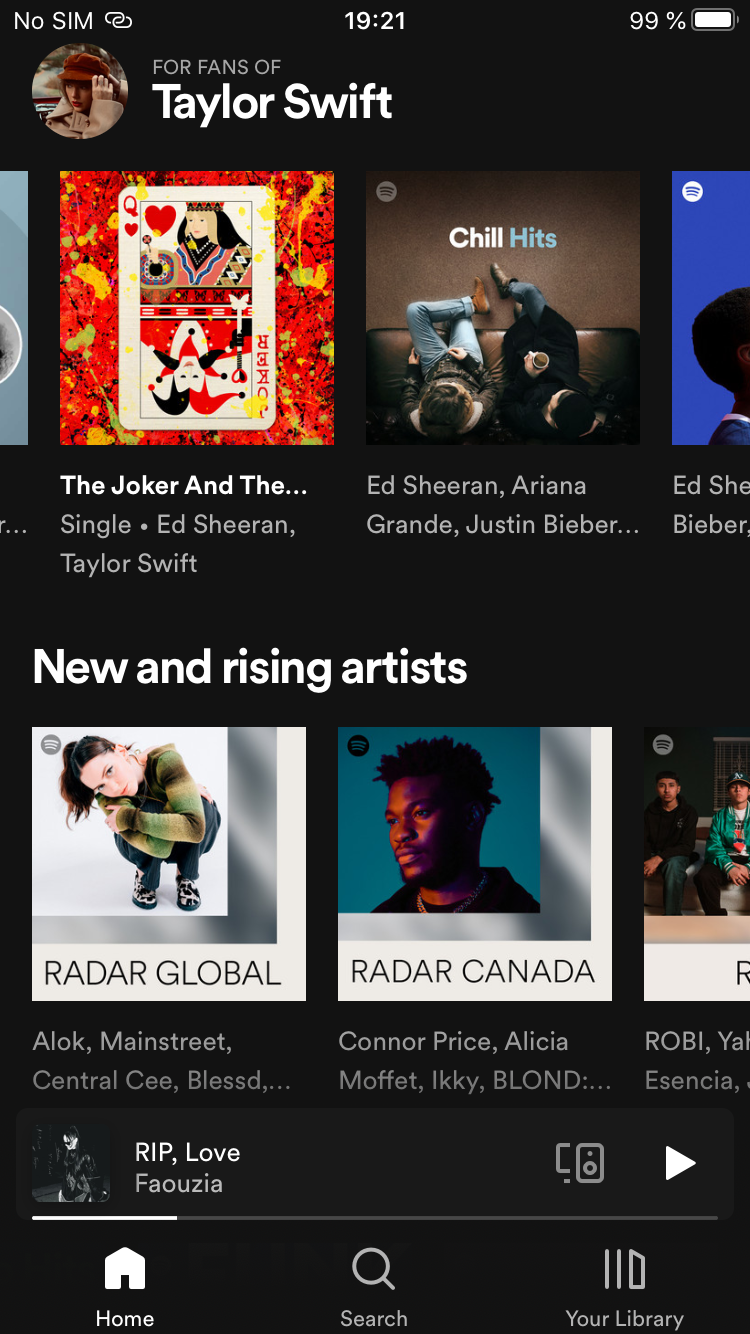 No SIM 19:21 99 %
FOR FANS OF
Taylor Swift
Q
JOKER
Chill Hits
The Joker And The...
Single • Ed Sheeran,
Taylor Swift
Ed Sheeran, Ariana
Grande, Justin Bieber...
Ed She
Bieber,
New and rising artists
RADAR GLOBAL
RADAR CANADA
R
Alok, Mainstreet,
Central Cee, Blessd,...
Connor Price, Alicia
Moffet, Ikky, BLOND:...
ROBI, Yah
Esencia,
RIP, Love
Faouzia
Home
Search
Your Library